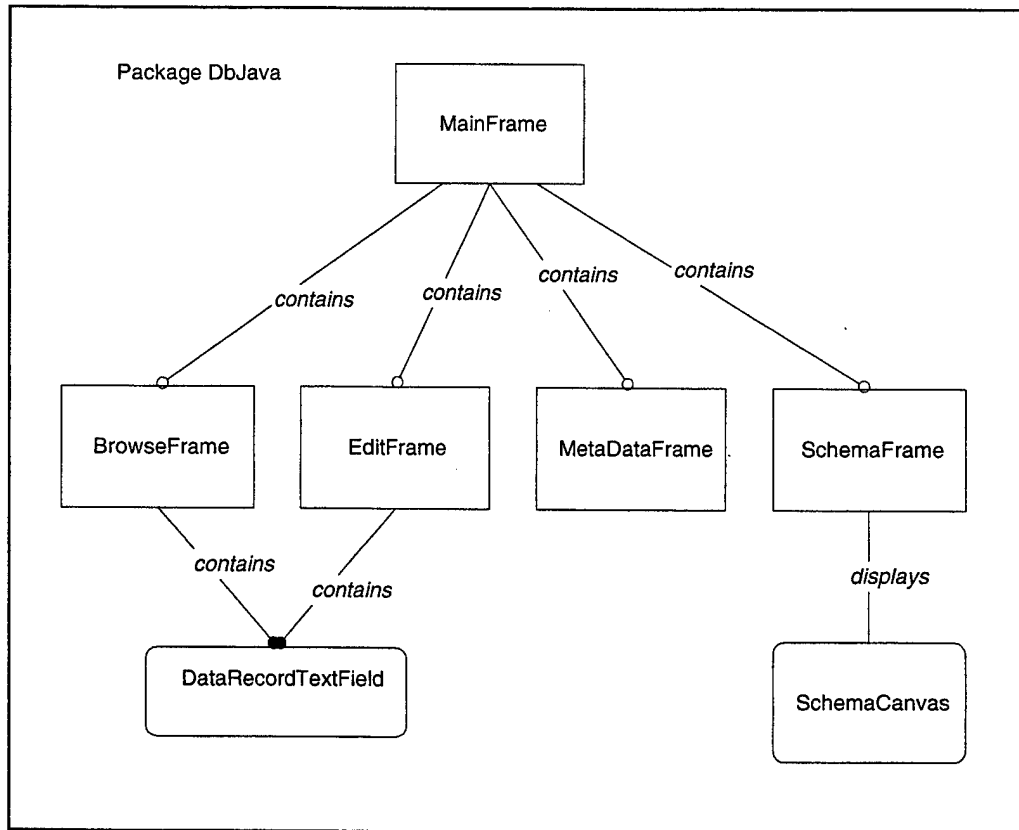 Package DbJava
MainFrame
contains
contains
contains
contains
BrowseFrame
EditFrame
MetaDataFrame
SchemaFrame
contains
contains
displays
DataRecordTextField
SchemaCanvas